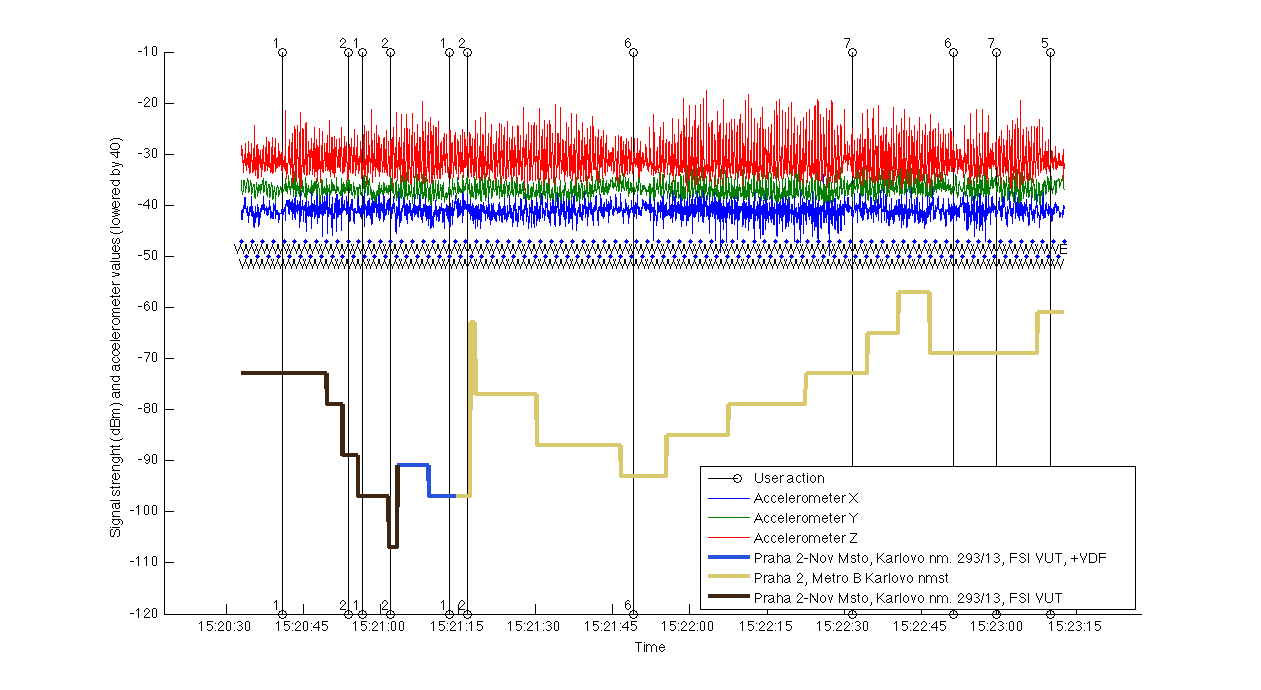 1 2 1 2 1 2 6 7 6 7 5
-10
-20
-30
-40
-50
-60
-70
-80
-90
-100
-110
-120
Signal strenght (dBm) and accelerometer values (lowered by 40)
E
User action
Accelerometer X
Accelerometer Y
Accelerometer Z
Praha 2-Nov Msto, Karlovo nm. 293/13, FSI VUT, +VDF
Praha 2, Metro B Karlovo nmst
Praha 2-Nov Msto, Karlovo nm. 293/13, FSI VUT
1 2 1 2 1 2 6
15:20:30 15:20:45 15:21:00 15:21:15 15:21:30 15:21:45 15:22:00 15:22:15 15:22:30 15:22:45 15:23:00 15:23:15
Time